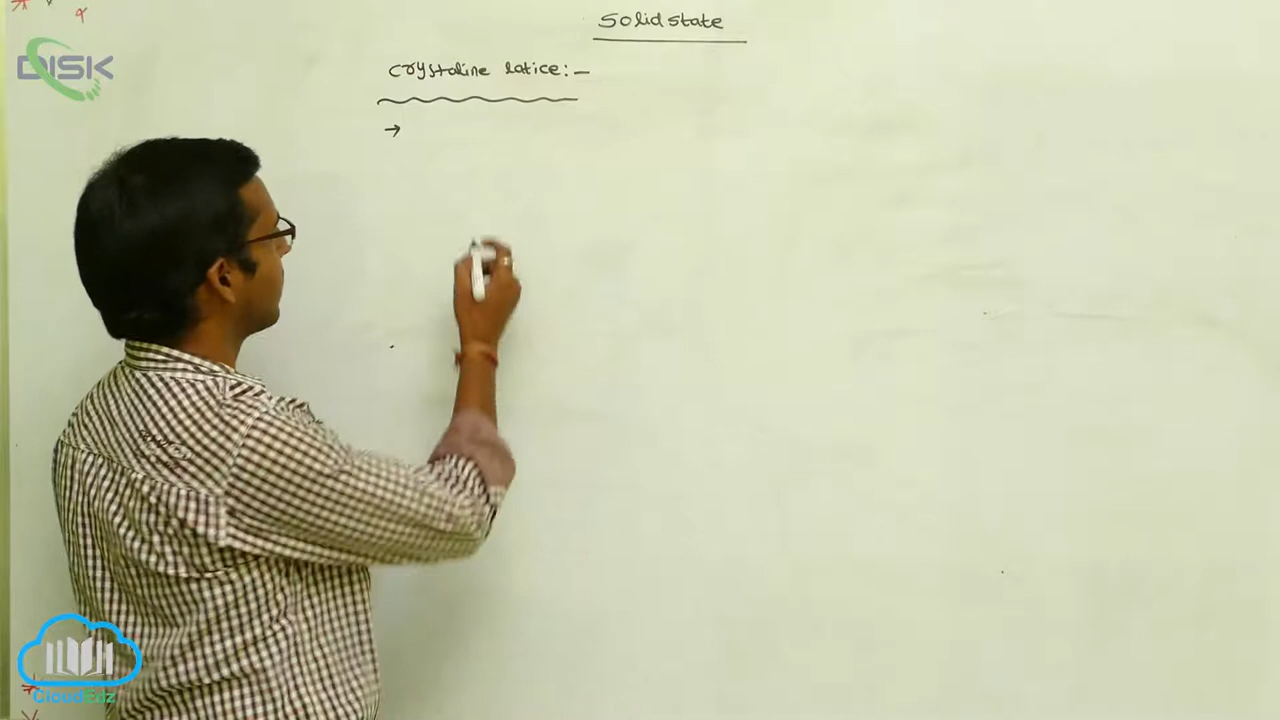 Solid state
DISK
Crystaline latice:-
→
CloudEdz